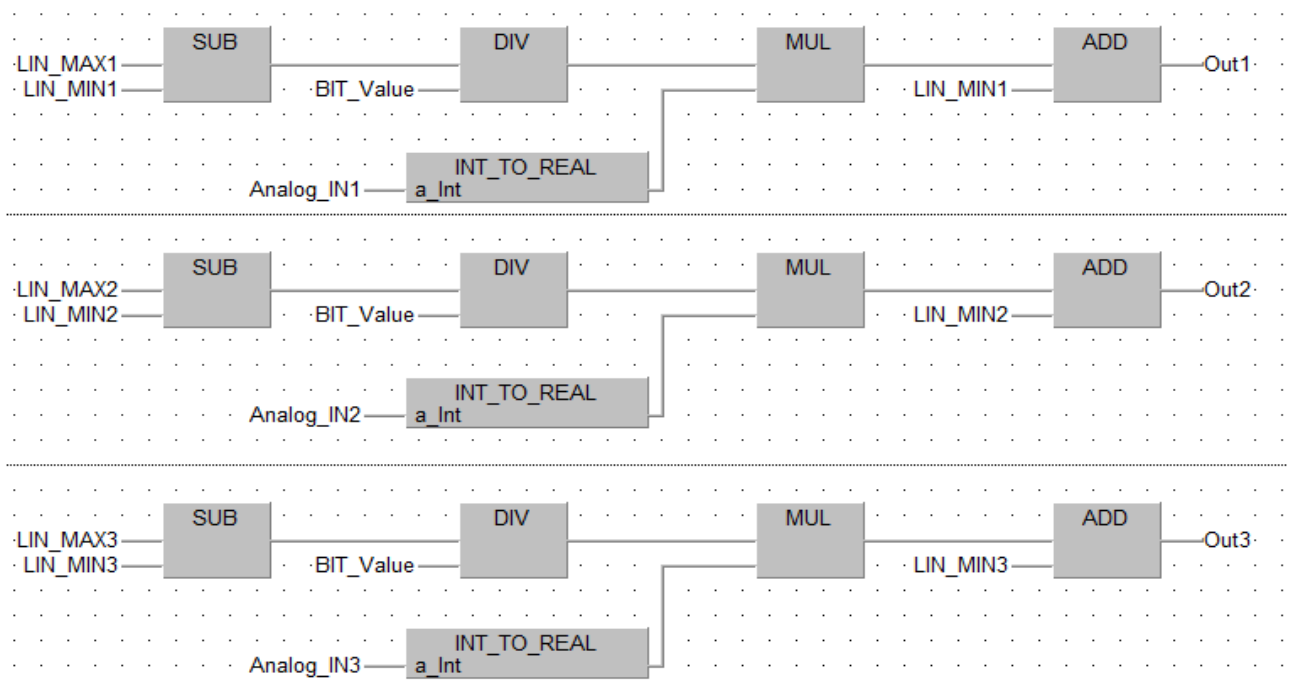 SUB DIV MUL ADD
LIN_MAX1 Out1
LIN_MIN1 BIT_Value LIN_MIN1
INT_TO_REAL
Analog_IN1 a_Int
SUB DIV MUL ADD
LIN_MAX2 Out2
LIN_MIN2 BIT_Value LIN_MIN2
INT_TO_REAL
Analog_IN2 a_Int
SUB DIV MUL ADD
LIN_MAX3 Out3
LIN_MIN3 BIT_Value LIN_MIN3
INT_TO_REAL
Analog_IN3 a_Int